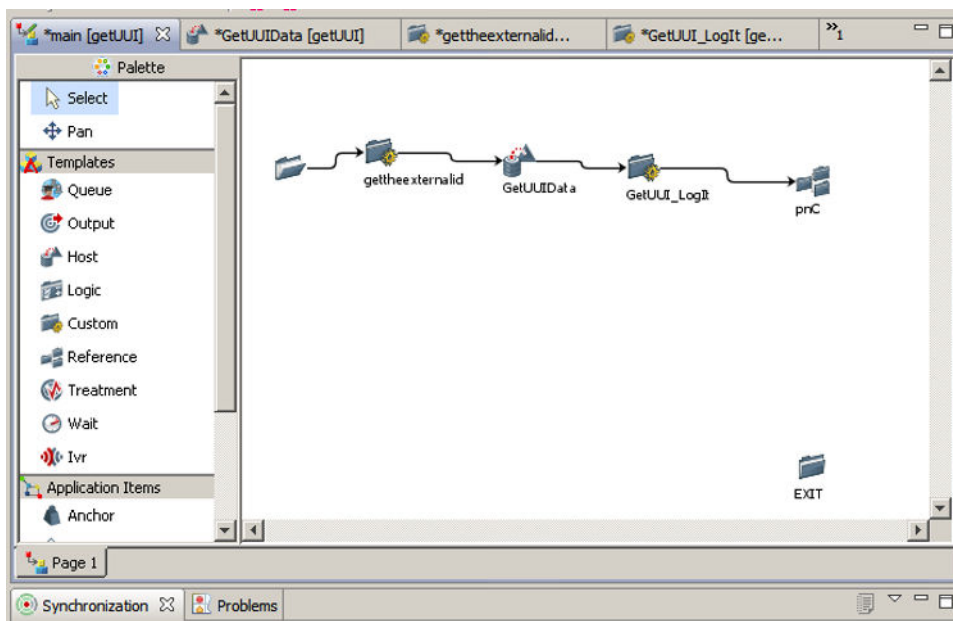 *main [getUUI]
*GetUUIData [getUUI]
*gettheexternalid...
*GetUUI_LogIt [ge...
»1
Palette
Select
Pan
Templates
Queue
Output
Host
Logic
Custom
Reference
Treatment
Wait
Ivr
Application Items
Anchor
gettheexternalid
GetUUIData
GetUUI_LogIt
pnC
EXIT
Page 1
Synchronization
Problems